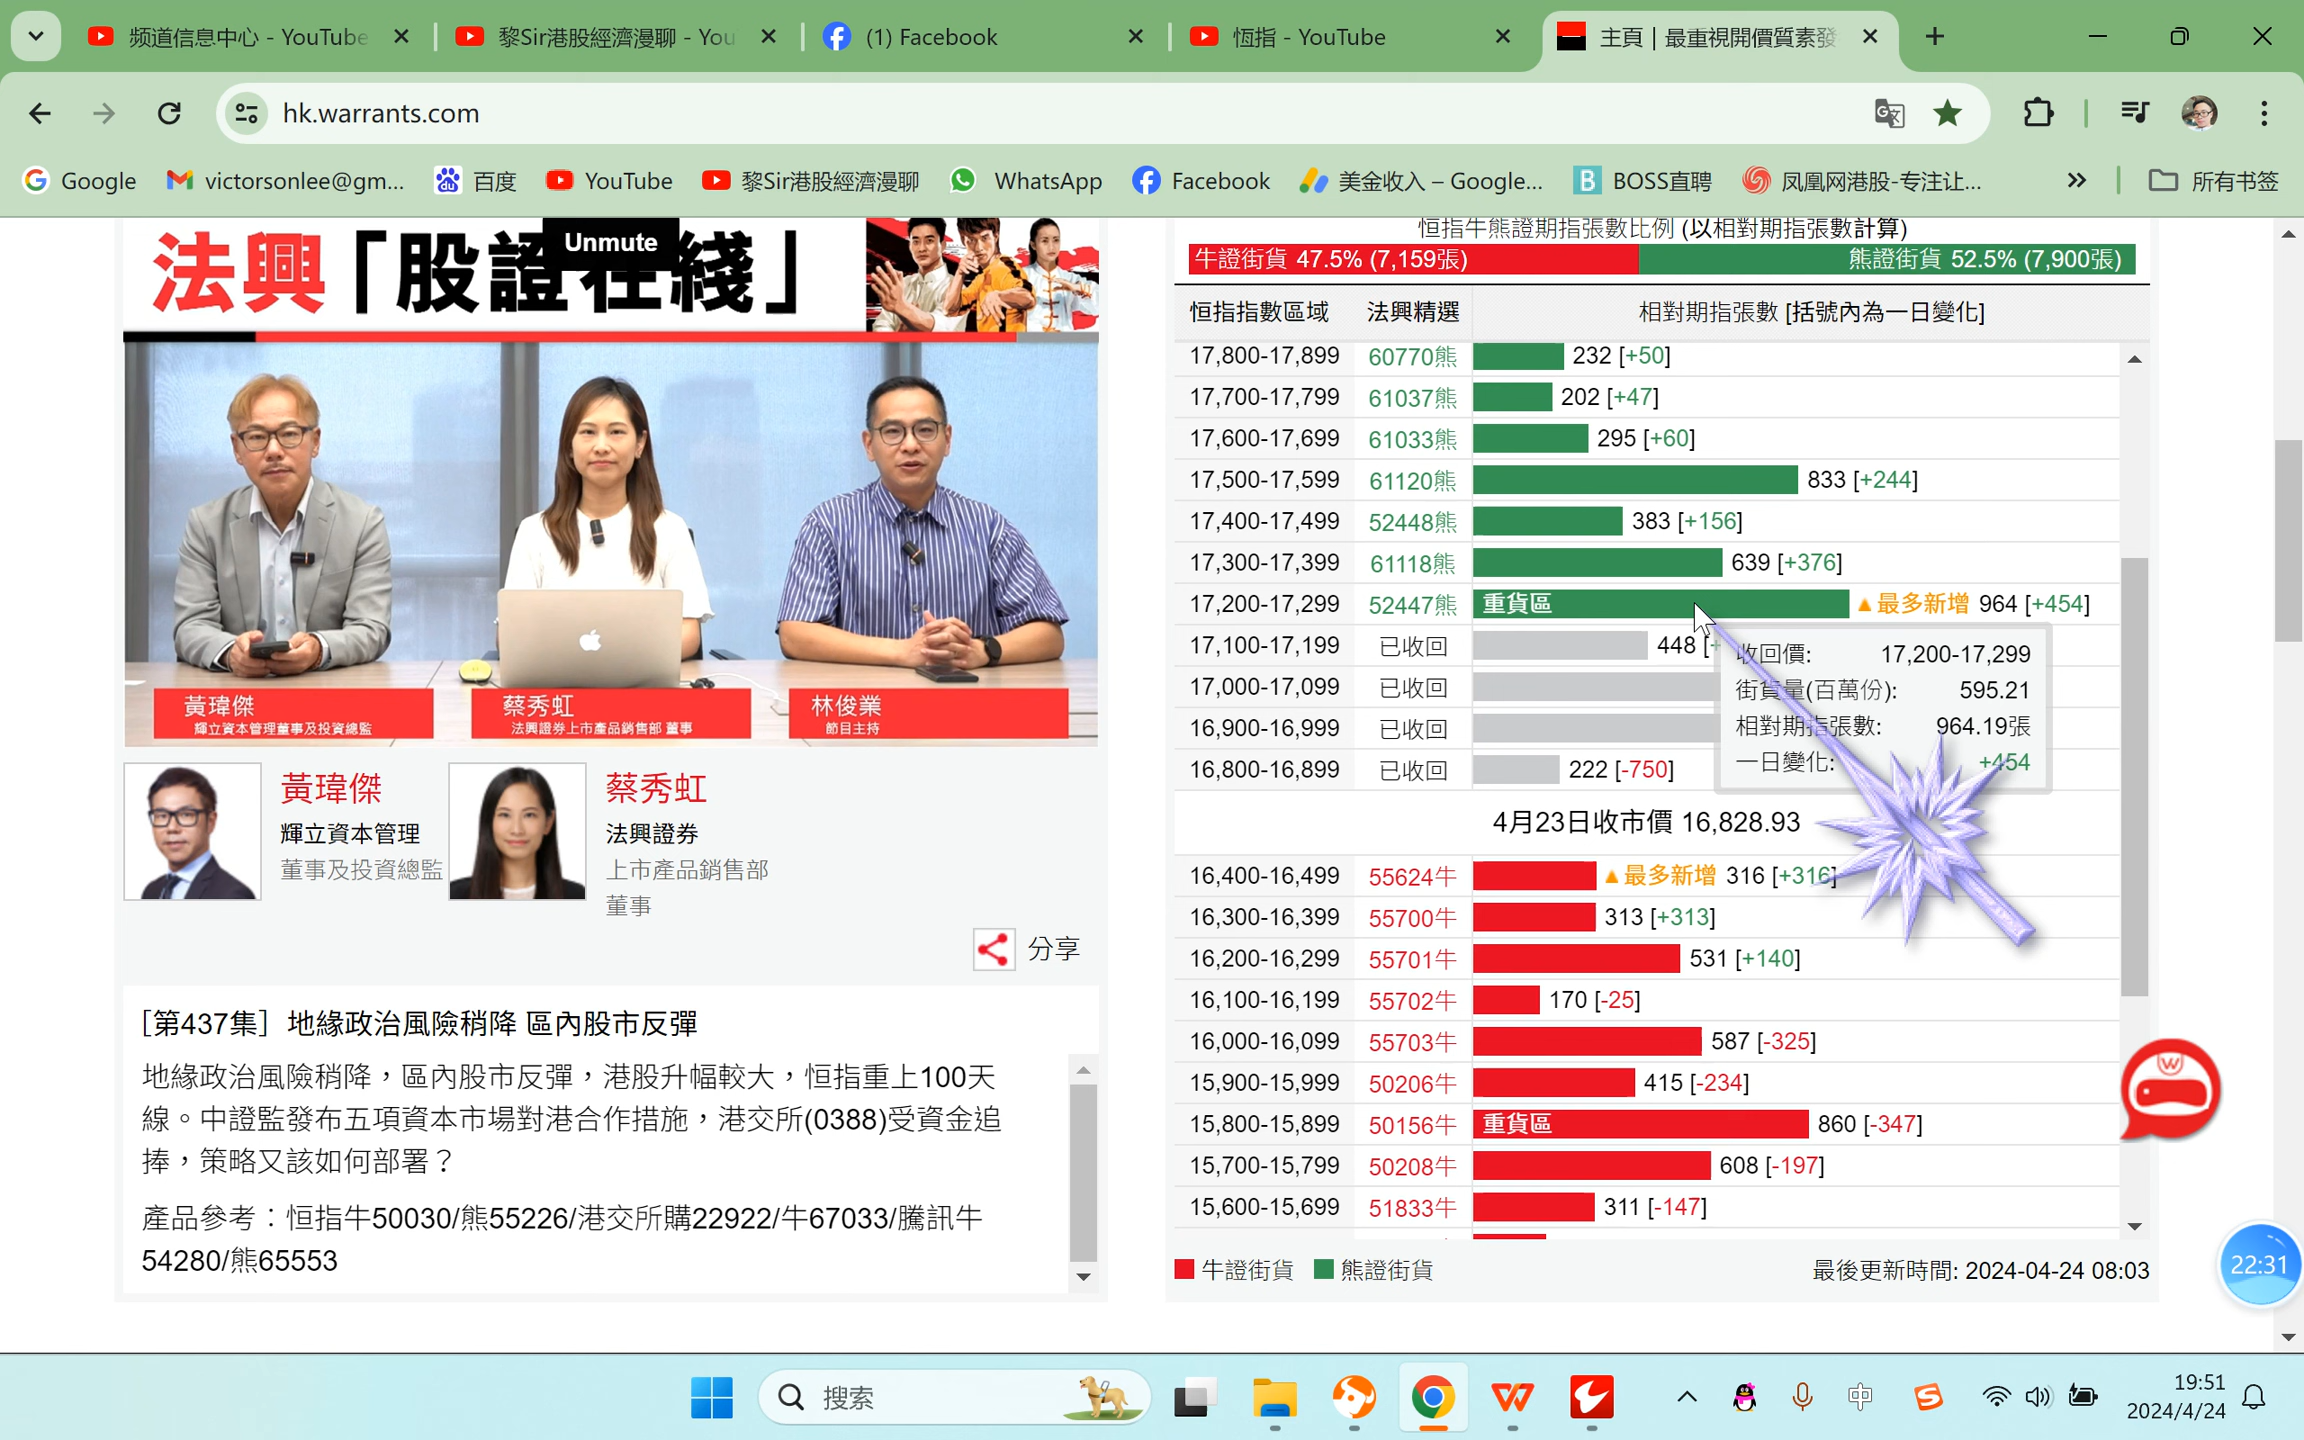 频道信息中心 - YouTube
黎Sir港股經濟漫聊 - You
(1) Facebook
恆指 - YouTube
主頁 | 最重視開價質素發
hk.warrants.com
Google
victorsonlee@gm...
百度
YouTube
黎Sir港股經濟漫聊
WhatsApp
Facebook
美金收入 – Google...
BOSS直聘
凤凰网港股-专注让...
所有书签
Unmute
法興「股證在綫」
黃瑋傑
輝立資本管理董事及投資總監
蔡秀虹
法興證券上市產品銷售部 董事
林俊業
節目主持
黃瑋傑
輝立資本管理
董事及投資總監
蔡秀虹
法興證券
上市產品銷售部
董事
分享
[第437集] 地緣政治風險稍降 區內股市反彈
地緣政治風險稍降，區內股市反彈，港股升幅較大，恒指重上100天
線。中證監發布五項資本市場對港合作措施，港交所(0388)受資金追
捧，策略又該如何部署？
產品參考：恒指牛50030/熊55226/港交所購22922/牛67033/騰訊牛
54280/熊65553
恒指牛熊證期指張數比例 (以相對期指張數計算)
牛證街貨 47.5% (7,159張) 熊證街貨 52.5% (7,900張)
恒指指數區域 法興精選 相對期指張數 [括號內為一日變化]
17,800-17,899 60770熊 232 [+50]
17,700-17,799 61037熊 202 [+47]
17,600-17,699 61033熊 295 [+60]
17,500-17,599 61120熊 833 [+244]
17,400-17,499 52448熊 383 [+156]
17,300-17,399 61118熊 639 [+376]
17,200-17,299 52447熊 重貨區 ▲最多新增 964 [+454]
17,100-17,199 已收回 448 [+
17,000-17,099 已收回
16,900-16,999 已收回
16,800-16,899 已收回 222 [-750]
收回價: 17,200-17,299
街貨量(百萬份): 595.21
相對期指張數: 964.19張
一日變化: +454
4月23日收市價 16,828.93
16,400-16,499 55624牛 ▲最多新增 316 [+316]
16,300-16,399 55700牛 313 [+313]
16,200-16,299 55701牛 531 [+140]
16,100-16,199 55702牛 170 [-25]
16,000-16,099 55703牛 587 [-325]
15,900-15,999 50206牛 415 [-234]
15,800-15,899 50156牛 重貨區 860 [-347]
15,700-15,799 50208牛 608 [-197]
15,600-15,699 51833牛 311 [-147]
牛證街貨 熊證街貨 最後更新時間: 2024-04-24 08:03
22:31
搜索
中
19:51
2024/4/24